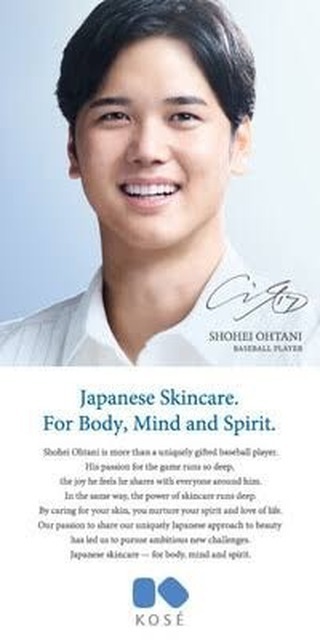 SHOHEI OHTANI
BASEBALL PLAYER
Japanese Skincare.
For Body, Mind and Spirit.
Shohei Ohtani is more than a uniquely gifted baseball player.
His passion for the game runs so deep,
the joy he feels he shares with everyone around him.
In the same way, the power of skincare runs deep.
By caring for your skin, you nurture your spirit and love of life.
Our passion to share our uniquely Japanese approach to beauty
has led us to pursue ambitious new challenges.
Japanese skincare — for body, mind and spirit.
KOSÉ